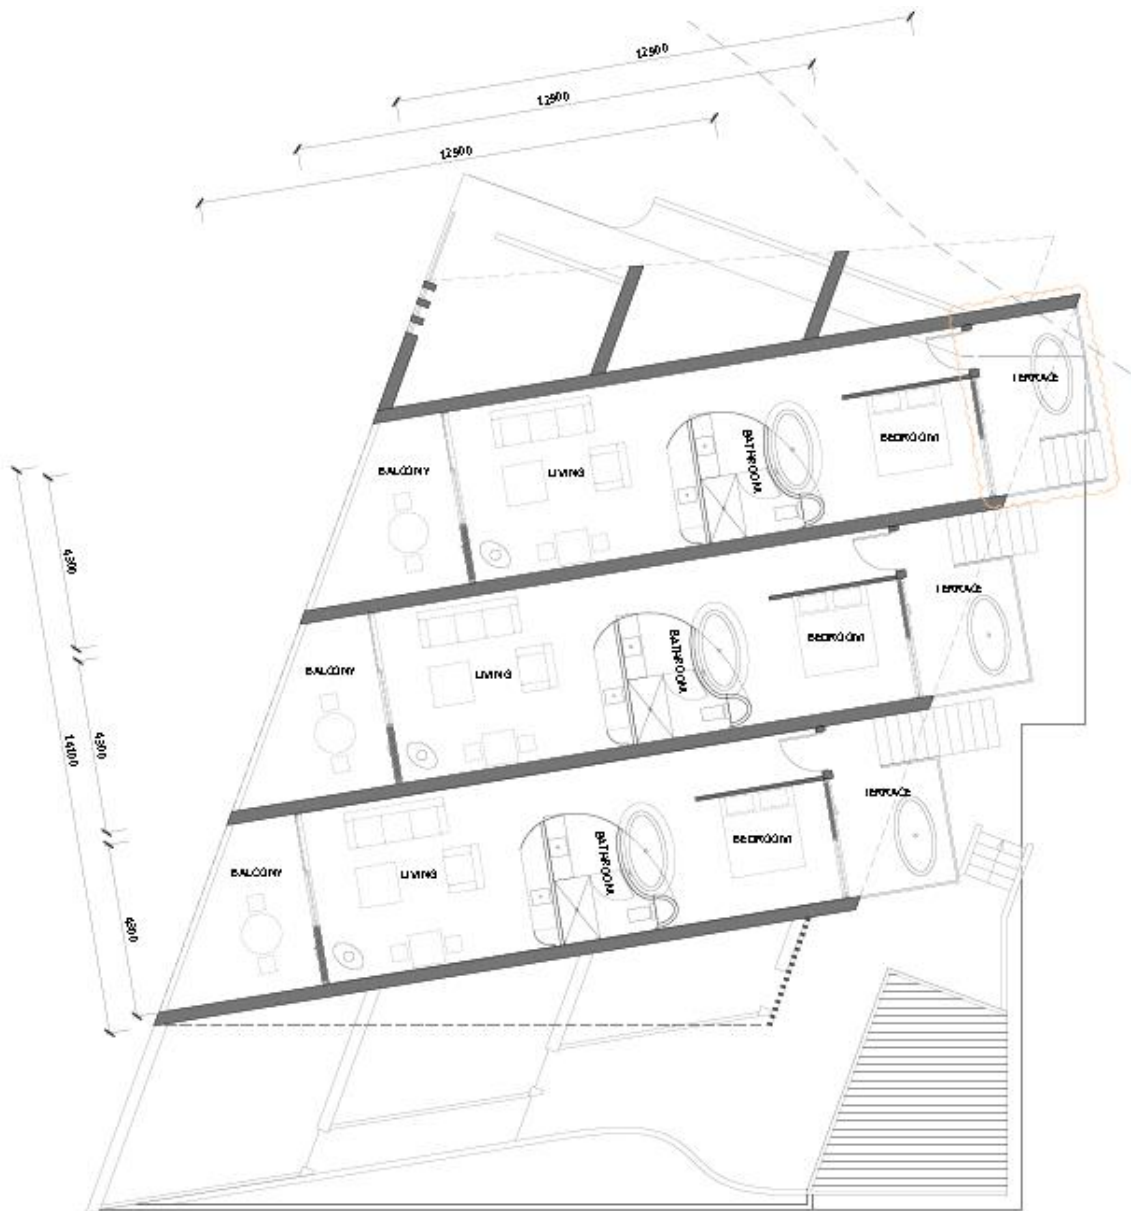 12900
12900
12900
TERRACE
BEDROOM
BATHROOM
LIVING
BALCONY
4300
TERRACE
BEDROOM
BATHROOM
LIVING
BALCONY
4300
14100
TERRACE
BEDROOM
BATHROOM
LIVING
BALCONY
4300